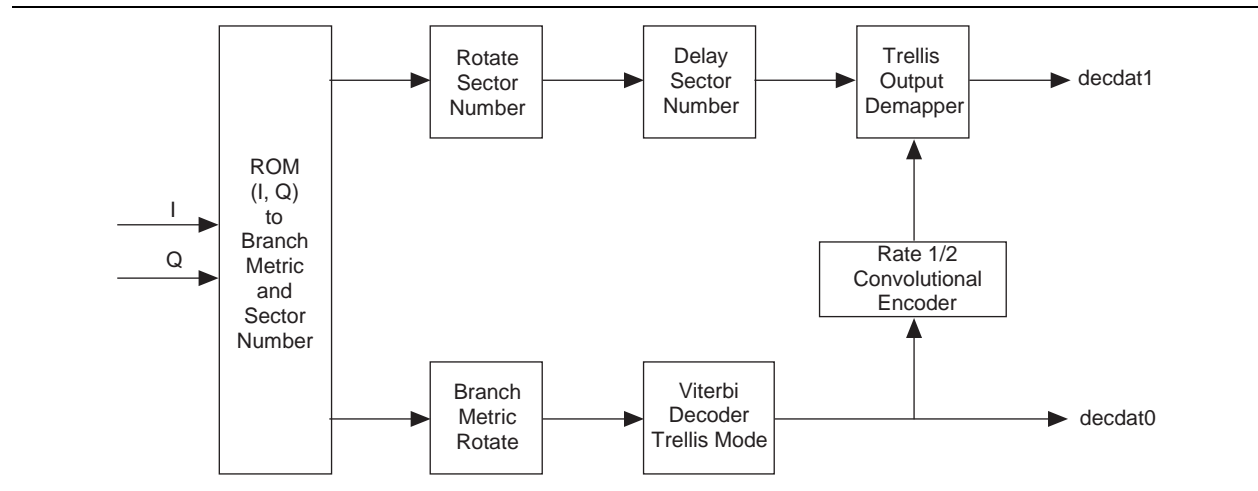 Rotate
Sector
Number
Delay
Sector
Number
Trellis
Output
Demapper
decdat1
ROM
(I, Q)
to
Branch
Metric
and
Sector
Number
I
Q
Rate 1/2
Convolutional
Encoder
Branch
Metric
Rotate
Viterbi
Decoder
Trellis Mode
decdat0